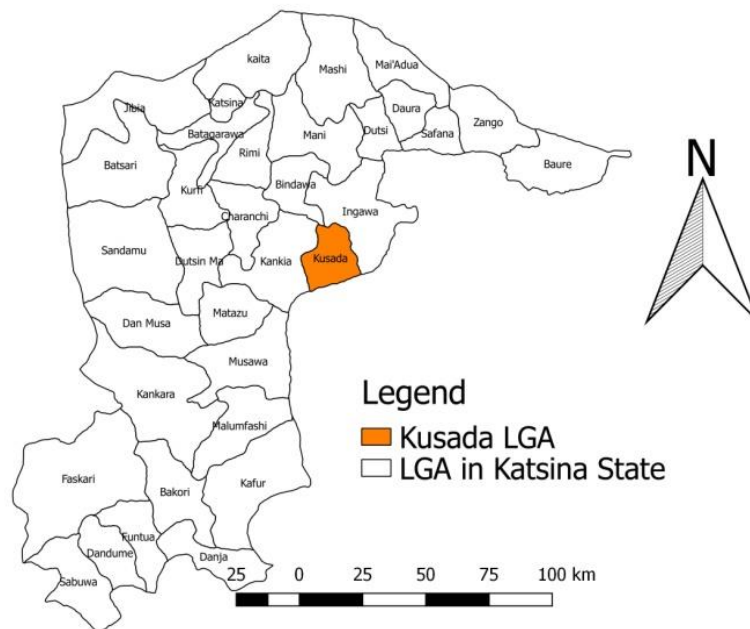 kaita
Mashi
Mai'Adua
Katsina
Jibia
Daura
Zango
Batagarawa
Mani
Dutsi
Safana
Rimi
Batsari
Baure
Bindawa
Kurfi
Ingawa
Charanchi
Sandamu
Dutsin Ma
Kankia
Kusada
Matazu
Dan Musa
Musawa
Kankara
Malumfashi
Faskari
Bakori
Kafur
Funtua
Dandume
Danja
Sabuwa
N
Legend
Kusada LGA
LGA in Katsina State
25 0 25 50 75 100 km